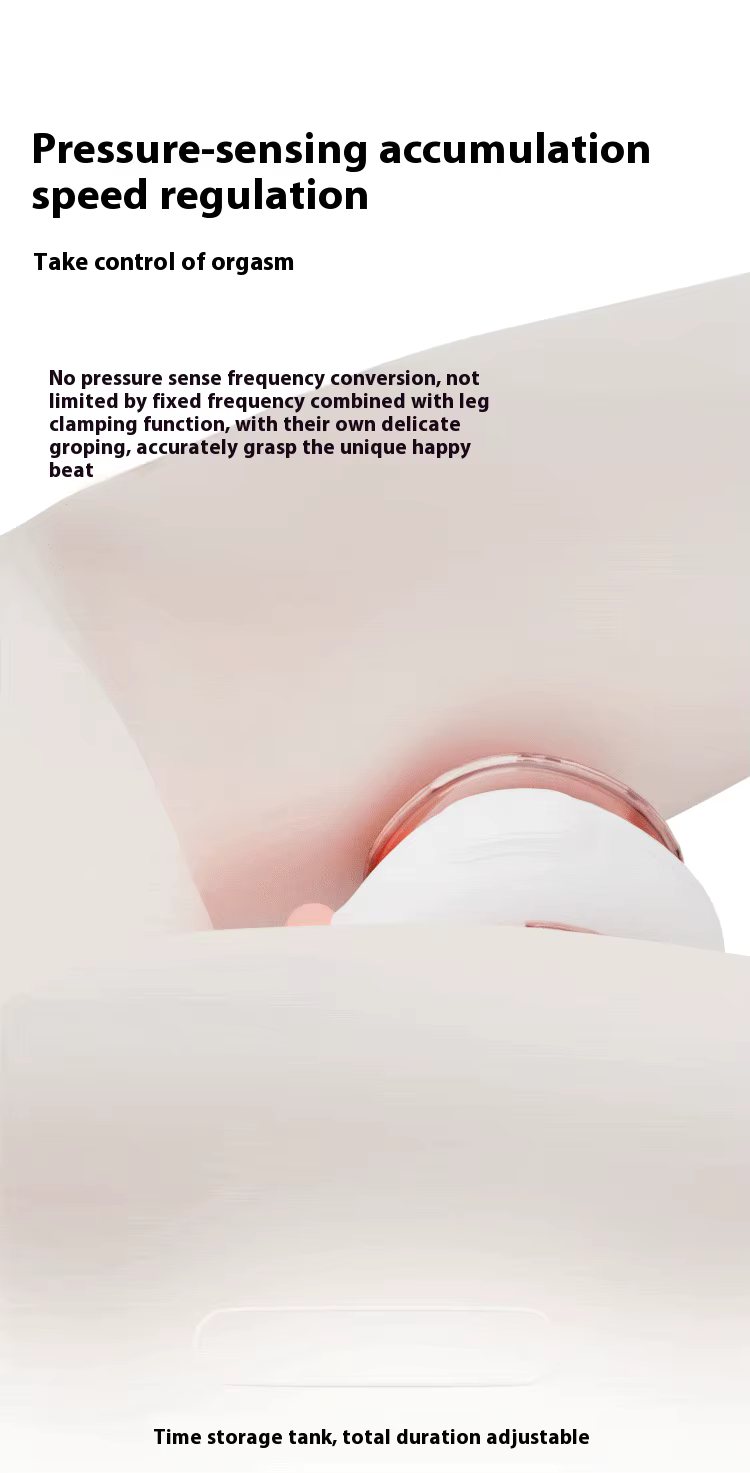 Pressure-sensing accumulation
speed regulation
Take control of orgasm
No pressure sense frequency conversion, not
limited by fixed frequency combined with leg
clamping function, with their own delicate
groping, accurately grasp the unique happy
beat
Time storage tank, total duration adjustable